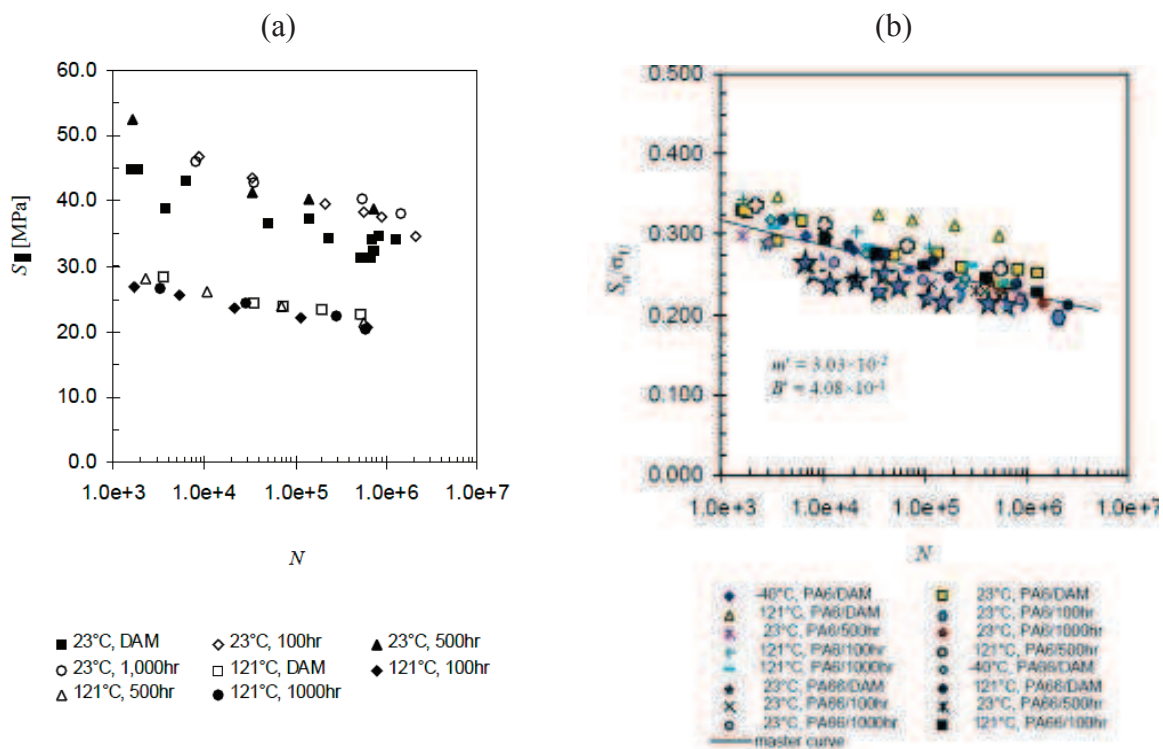 (a)
(b)
60.0
50.0
40.0
30.0
20.0
10.0
0.0
S [MPa]
1.0e+3 1.0e+4 1.0e+5 1.0e+6 1.0e+7
N
23°C, DAM 23°C, 100hr 23°C, 500hr
23°C, 1,000hr 121°C, DAM 121°C, 100hr
121°C, 500hr 121°C, 1000hr
0.500
0.400
0.300
0.200
0.100
0.000
m' = 3.03·10⁻²
1.0e+3 1.0e+4 1.0e+5 1.0e+6 1.0e+7
N
-40°C, PA6/DAM 23°C, PA6/DAM
121°C, PA6/DAM 23°C, PA6/100hr
23°C, PA6/500hr 23°C, PA6/1000hr
121°C, PA6/100hr 121°C, PA6/500hr
121°C, PA6/1000hr -40°C, PA66/DAM
23°C, PA66/DAM 121°C, PA66/DAM
23°C, PA66/100hr 23°C, PA66/500hr
23°C, PA66/1000hr 121°C, PA66/100hr
master curve